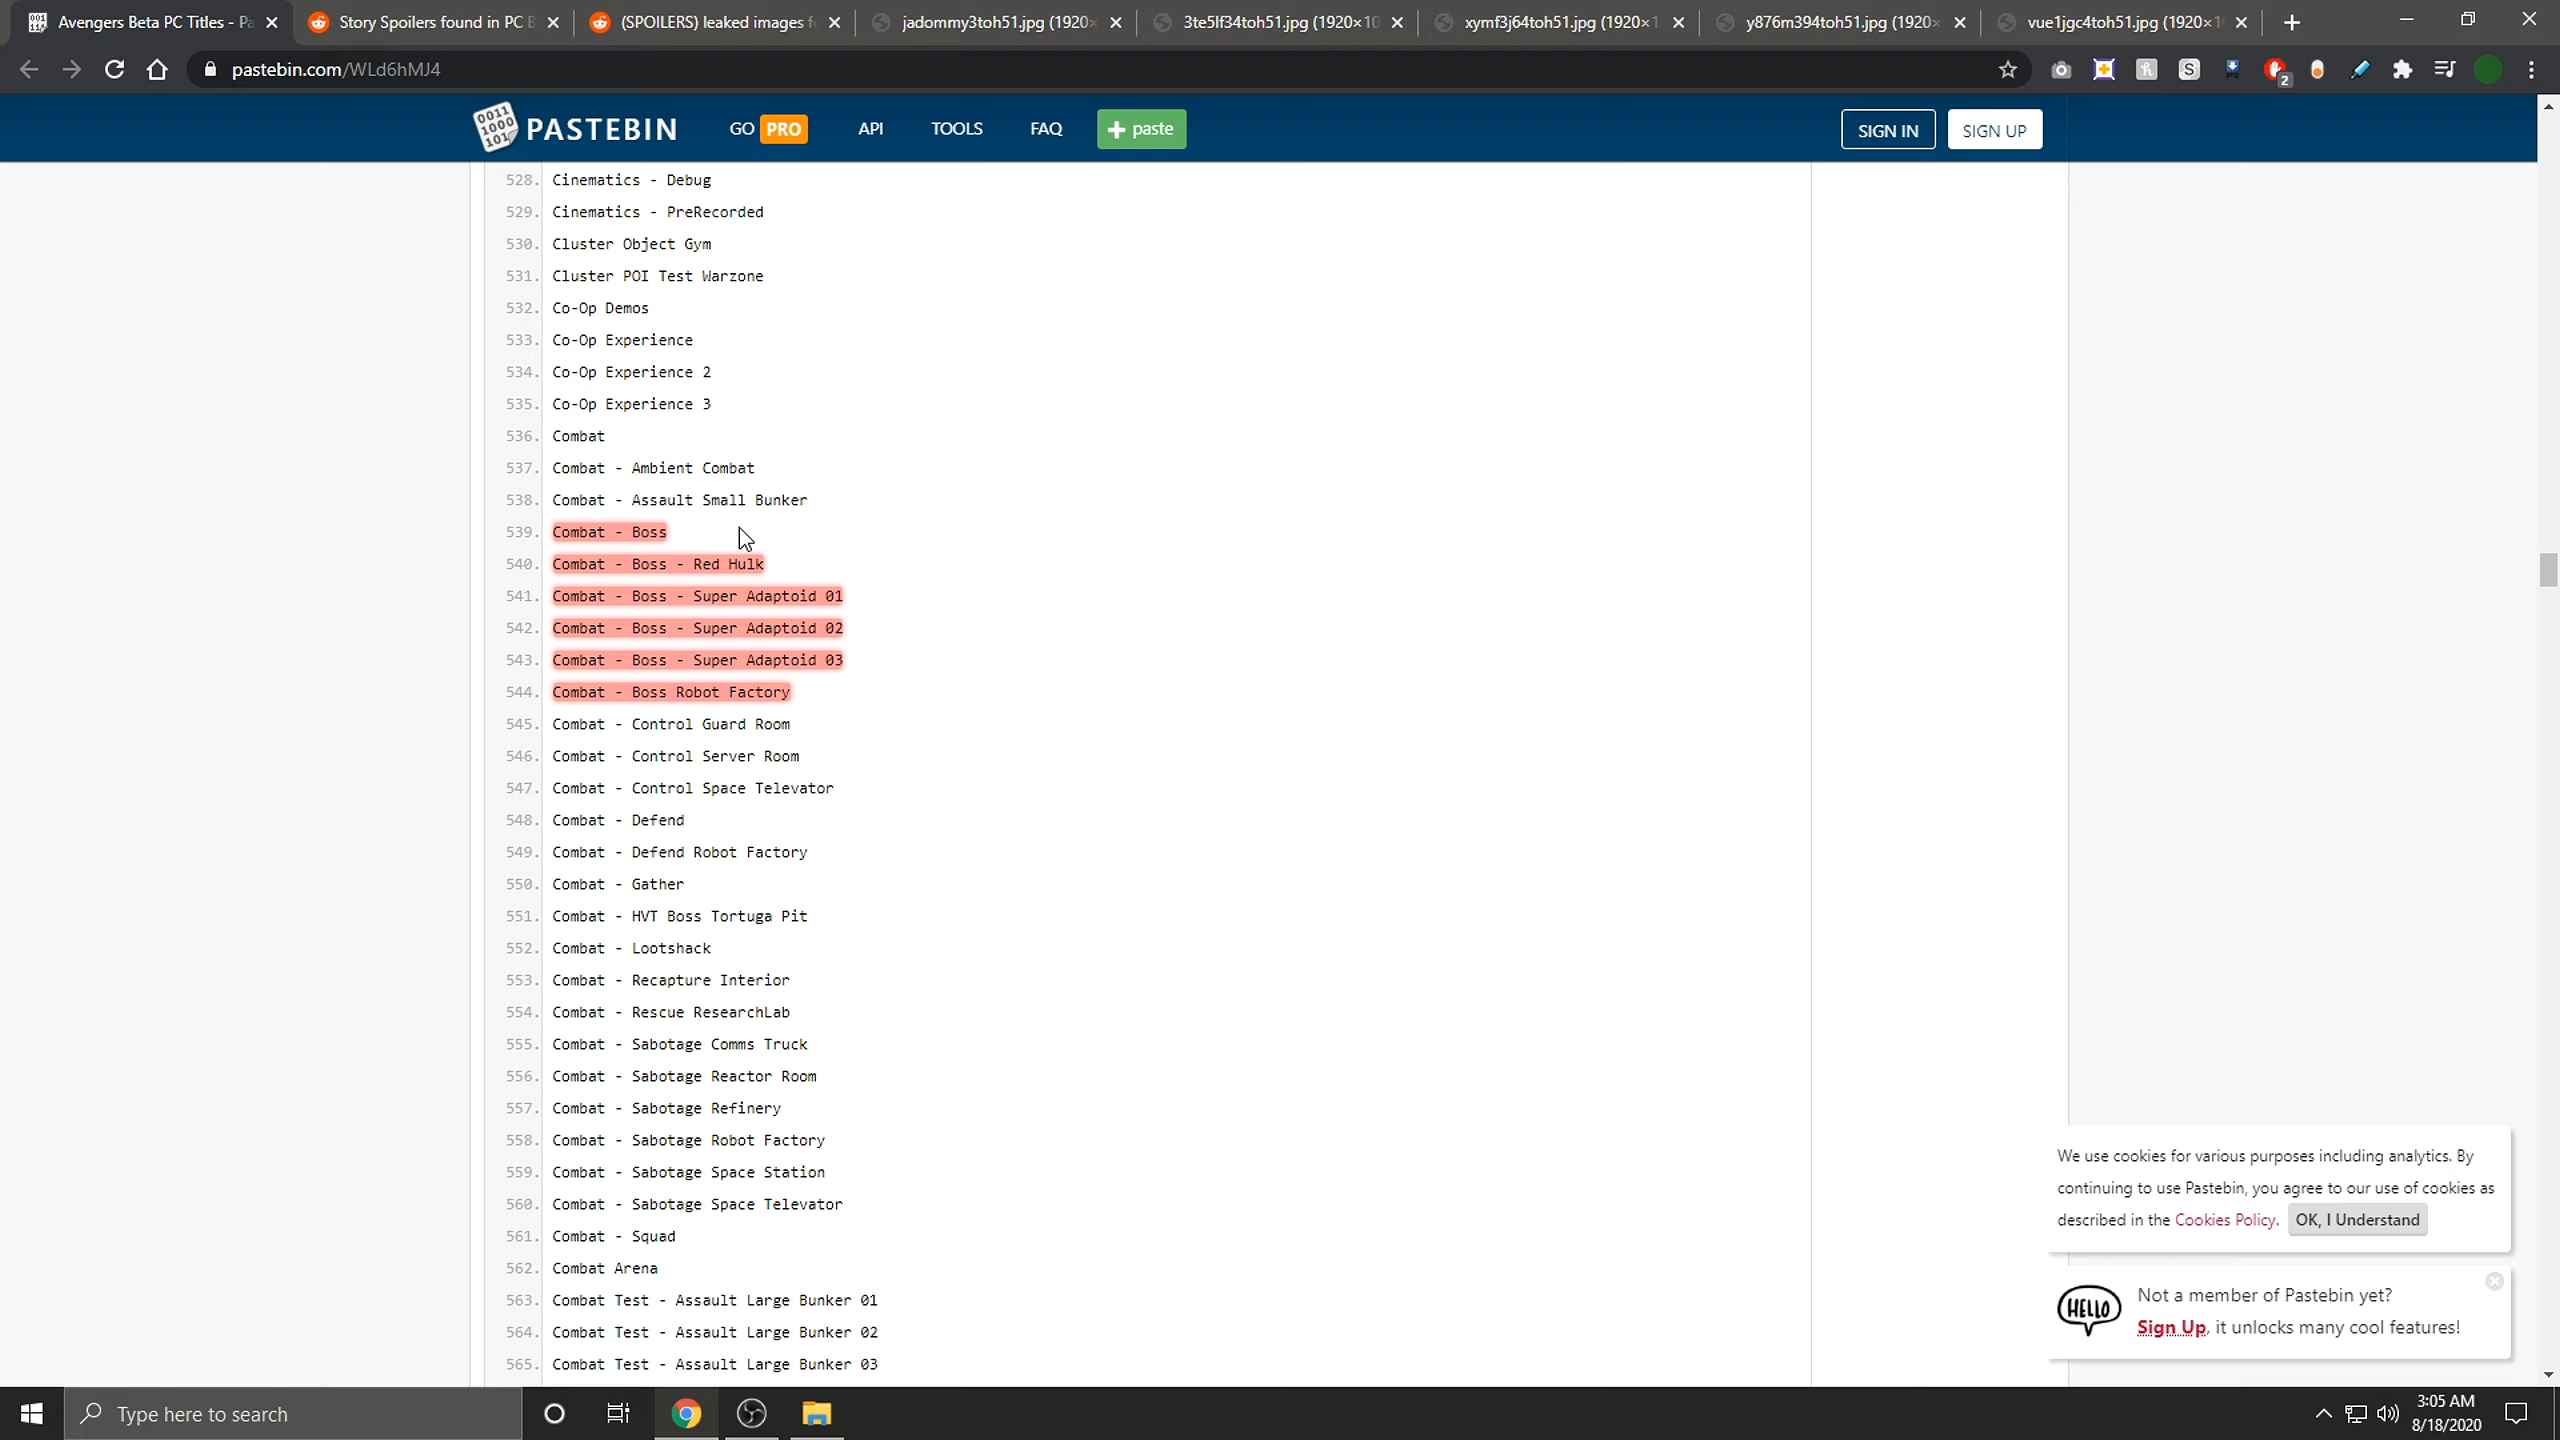 Avengers Beta PC Titles - Pa
Story Spoilers found in PC B
(SPOILERS) leaked images f
jadommy3toh51.jpg (1920×
3te5lf34toh51.jpg (1920×10
xymf3j64toh51.jpg (1920×1
y876m394toh51.jpg (1920×
vue1jgc4toh51.jpg (1920×1
pastebin.com/WLd6hMJ4
2
PASTEBIN
GO PRO
API
TOOLS
FAQ
+ paste
SIGN IN
SIGN UP
528. Cinematics - Debug
529. Cinematics - PreRecorded
530. Cluster Object Gym
531. Cluster POI Test Warzone
532. Co-Op Demos
533. Co-Op Experience
534. Co-Op Experience 2
535. Co-Op Experience 3
536. Combat
537. Combat - Ambient Combat
538. Combat - Assault Small Bunker
539. Combat - Boss
540. Combat - Boss - Red Hulk
541. Combat - Boss - Super Adaptoid 01
542. Combat - Boss - Super Adaptoid 02
543. Combat - Boss - Super Adaptoid 03
544. Combat - Boss Robot Factory
545. Combat - Control Guard Room
546. Combat - Control Server Room
547. Combat - Control Space Televator
548. Combat - Defend
549. Combat - Defend Robot Factory
550. Combat - Gather
551. Combat - HVT Boss Tortuga Pit
552. Combat - Lootshack
553. Combat - Recapture Interior
554. Combat - Rescue ResearchLab
555. Combat - Sabotage Comms Truck
556. Combat - Sabotage Reactor Room
557. Combat - Sabotage Refinery
558. Combat - Sabotage Robot Factory
559. Combat - Sabotage Space Station
560. Combat - Sabotage Space Televator
561. Combat - Squad
562. Combat Arena
563. Combat Test - Assault Large Bunker 01
564. Combat Test - Assault Large Bunker 02
565. Combat Test - Assault Large Bunker 03
We use cookies for various purposes including analytics. By
continuing to use Pastebin, you agree to our use of cookies as
described in the Cookies Policy. OK, I Understand
HELLO
Not a member of Pastebin yet?
Sign Up, it unlocks many cool features!
Type here to search
3:05 AM
8/18/2020